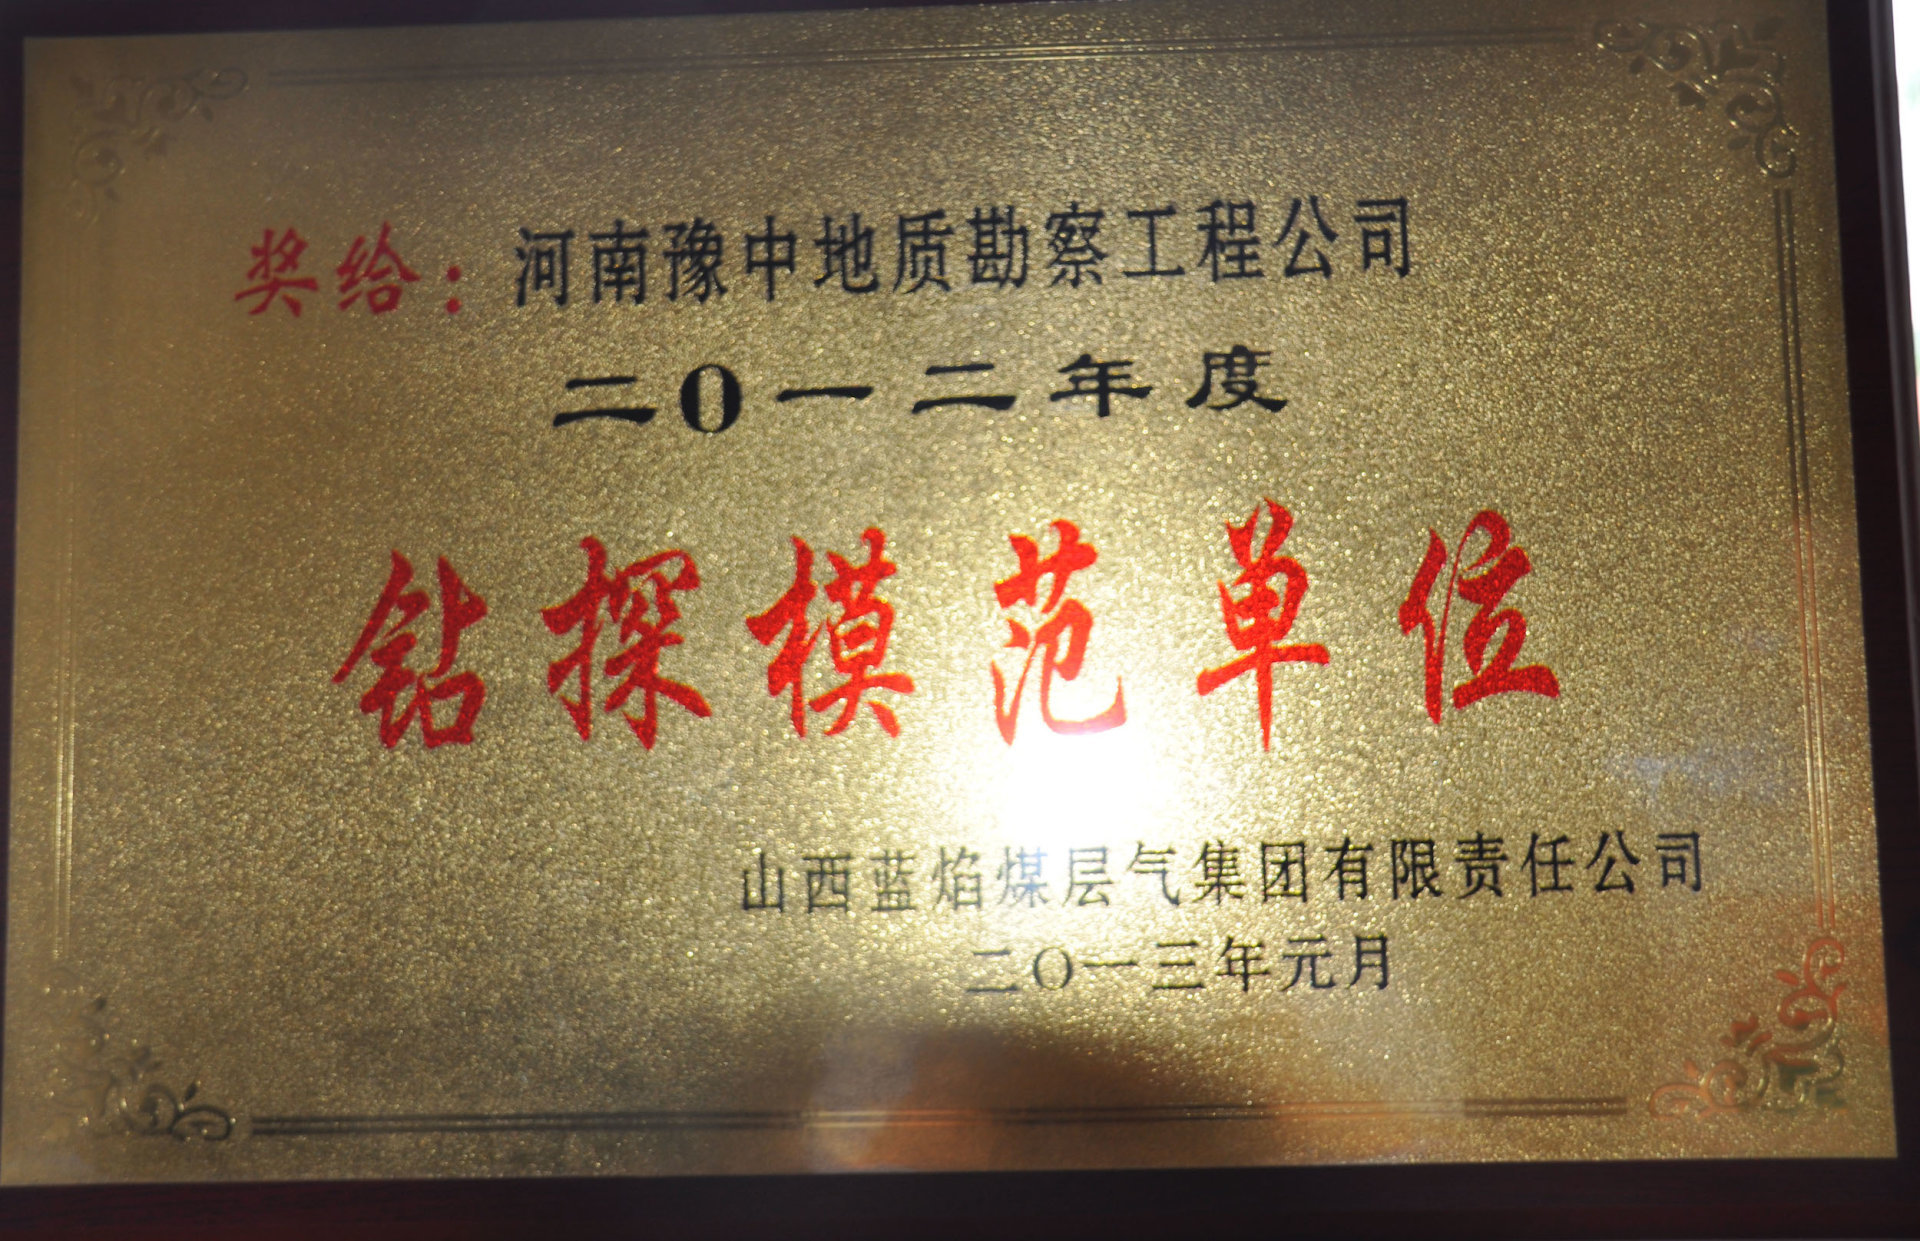 奖给：河南豫中地质勘察工程公司
二0一二年度
钻探模范单位
山西蓝焰煤层气集团有限责任公司
二〇一三年元月